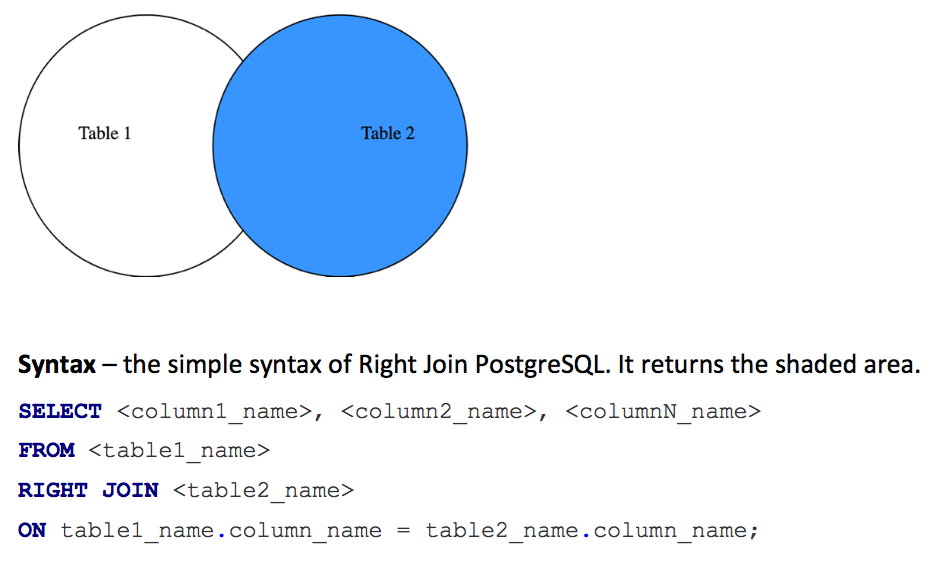 Table 1
Table 2
Syntax – the simple syntax of Right Join PostgreSQL. It returns the shaded area.
SELECT <column1_name>, <column2_name>, <columnN_name>
FROM <table1_name>
RIGHT JOIN <table2_name>
ON table1_name.column_name = table2_name.column_name;